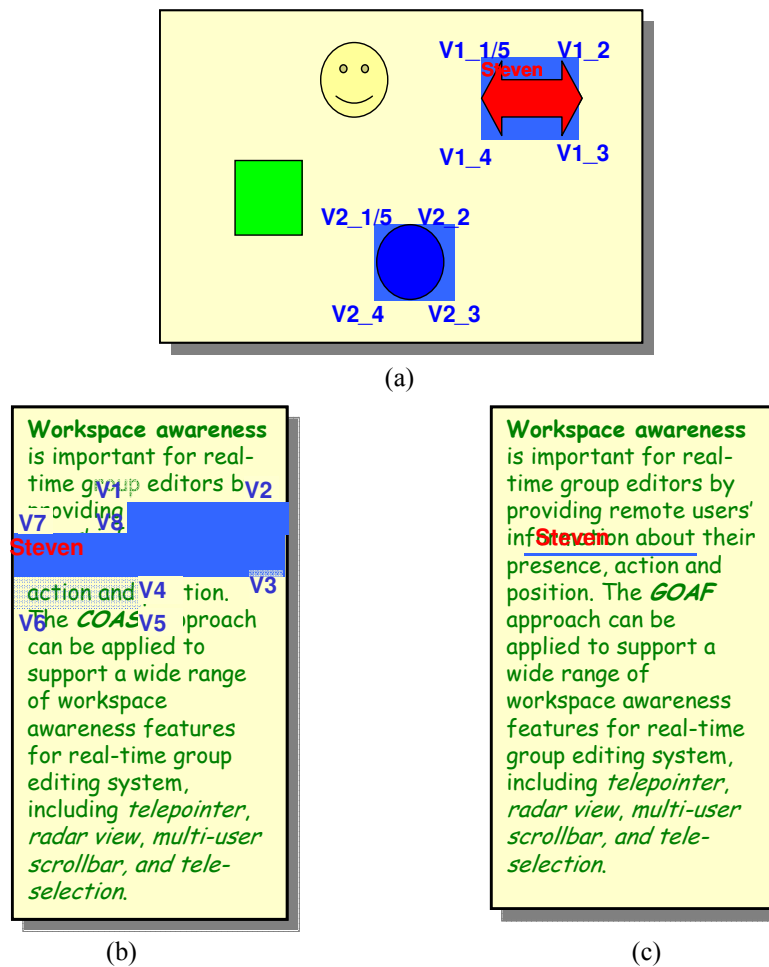 V1_1/5 V1_2
Steven
V1_4 V1_3
V2_1/5 V2_2
V2_4 V2_3
(a)
Workspace awareness
is important for real-
time group editors b
V1 V2
providing
V7 V8
Steven
action and tion.
V4 V3
The COAS pproach
V6 V5
can be applied to
support a wide range
of workspace
awareness features
for real-time group
editing system,
including telepointer,
radar view, multi-user
scrollbar, and tele-
selection.
(b)
Workspace awareness
is important for real-
time group editors by
providing remote users'
information about their
Steven
presence, action and
position. The GOAF
approach can be
applied to support a
wide range of
workspace awareness
features for real-time
group editing system,
including telepointer,
radar view, multi-user
scrollbar, and tele-
selection.
(c)